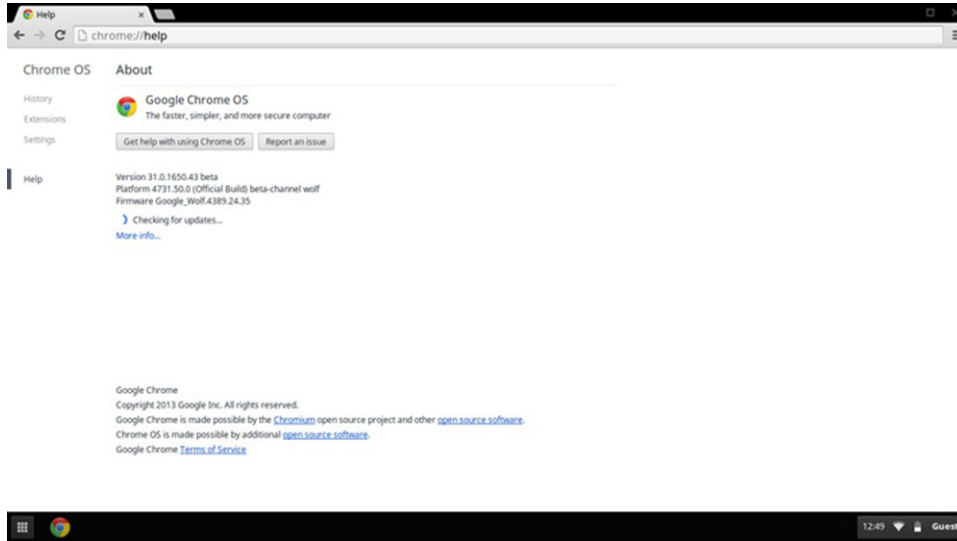 Help
chrome://help
Chrome OS
About
History
Extensions
Settings
Help
Google Chrome OS
The faster, simpler, and more secure computer
Get help with using Chrome OS
Report an issue
Version 31.0.1650.43 beta
Platform 4731.50.0 (Official Build) beta-channel wolf
Firmware Google_Wolf.4389.24.35
Checking for updates...
More info...
Google Chrome
Copyright 2013 Google Inc. All rights reserved.
Google Chrome is made possible by the Chromium open source project and other open source software.
Chrome OS is made possible by additional open source software.
Google Chrome Terms of Service
12:49
Guest